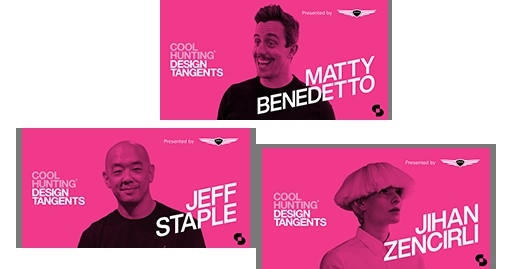 Presented by
COOL
HUNTING®
DESIGN
TANGENTS
MATTY
BENEDETTO
Presented by
COOL
HUNTING®
DESIGN
TANGENTS
JEFF
STAPLE
Presented by
COOL
HUNTING®
DESIGN
TANGENTS
JIHAN
ZENCIRLI